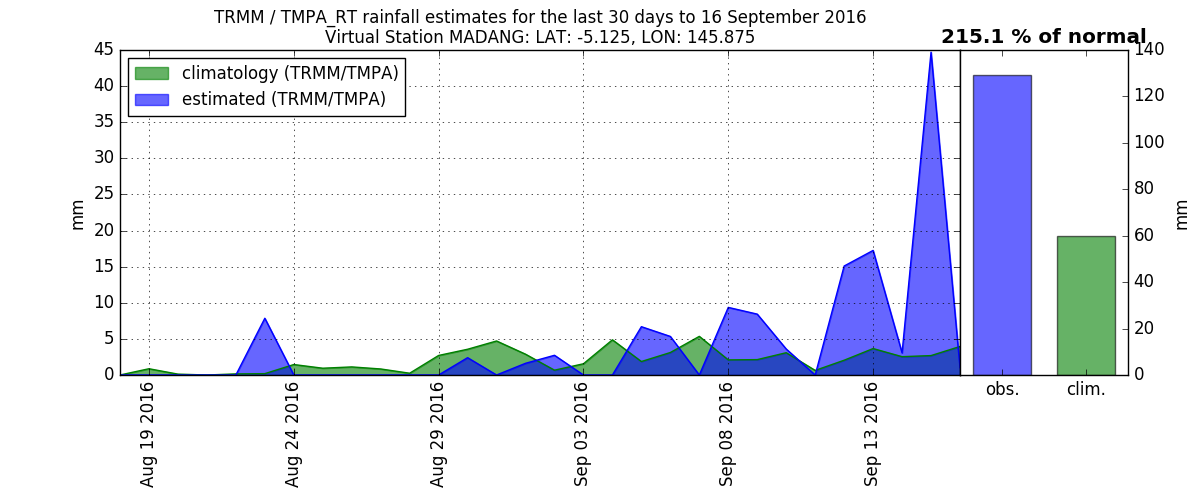 TRMM / TMPA_RT rainfall estimates for the last 30 days to 16 September 2016
Virtual Station MADANG: LAT: -5.125, LON: 145.875
215.1 % of normal
climatology (TRMM/TMPA)
estimated (TRMM/TMPA)
45
40
35
30
25
20
15
10
5
0
mm
Aug 19 2016
Aug 24 2016
Aug 29 2016
Sep 03 2016
Sep 08 2016
Sep 13 2016
obs.
clim.
140
120
100
80
60
40
20
0
mm